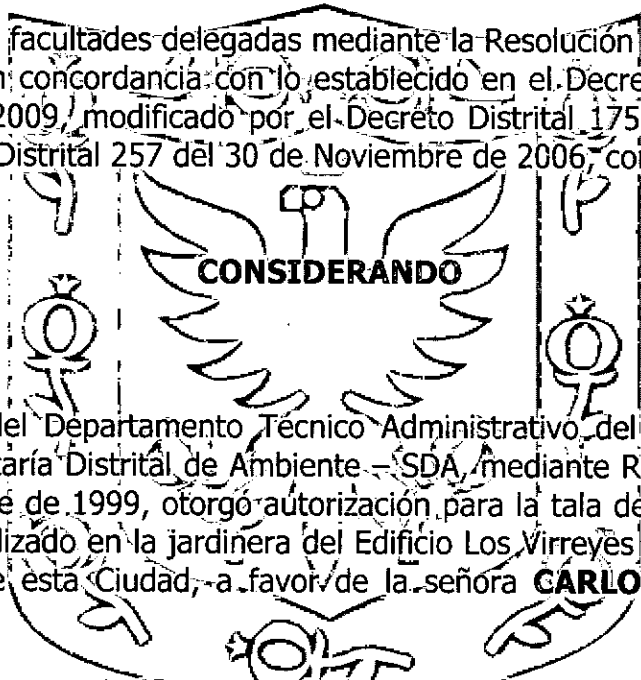 facultades delegadas mediante la Resolución
concordancia con lo establecido en el Decre
2009, modificado por el Decreto Distrital 175
Distrital 257 del 30 de Noviembre de 2006, co
CONSIDERANDO
del Departamento Técnico Administrativo del
taría Distrital de Ambiente – SDA, mediante R
e de 1999, otorgó autorización para la tala de
lizado en la jardinera del Edificio Los Virreyes
e esta Ciudad, a favor de la señora CARLO